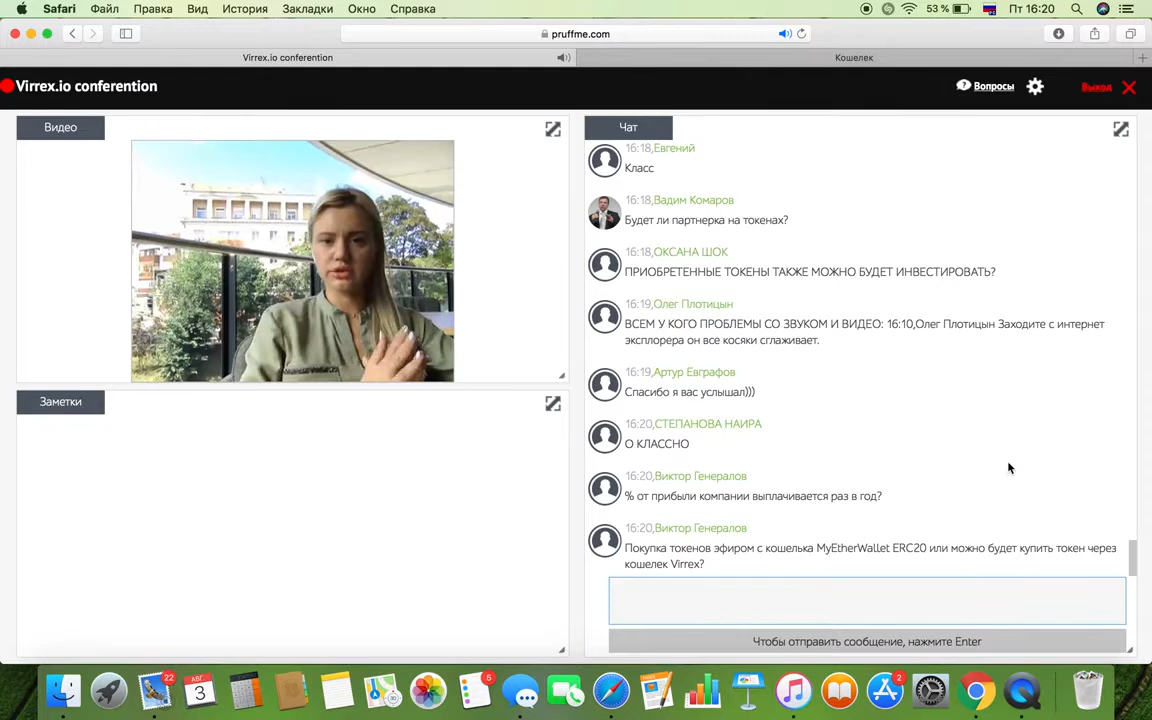 Safari Файл Правка Вид История Закладки Окно Справка 53 % Пт 16:20
pruffme.com
Virrex.io conferention Кошелек
Virrex.io conferention Вопросы Выход
Видео
Чат
16:18,Евгений
Класс
16:18,Вадим Комаров
Будет ли партнерка на токенах?
16:18,ОКСАНА ШОК
ПРИОБРЕТЕННЫЕ ТОКЕНЫ ТАКЖЕ МОЖНО БУДЕТ ИНВЕСТИРОВАТЬ?
16:19,Олег Плотицын
ВСЕМ У КОГО ПРОБЛЕМЫ СО ЗВУКОМ И ВИДЕО: 16:10,Олег Плотицын Заходите с интернет
эксплорера он все косяки сглаживает.
16:19,Артур Евграфов
Спасибо я вас услышал)))
16:20,СТЕПАНОВА НАИРА
О КЛАССНО
16:20,Виктор Генералов
% от прибыли компании выплачивается раз в год?
16:20,Виктор Генералов
Покупка токенов эфиром с кошелька MyEtherWallet ERC20 или можно будет купить токен через
кошелек Virrex?
Чтобы отправить сообщение, нажмите Enter
Заметки
22
АВГ
3
5
2